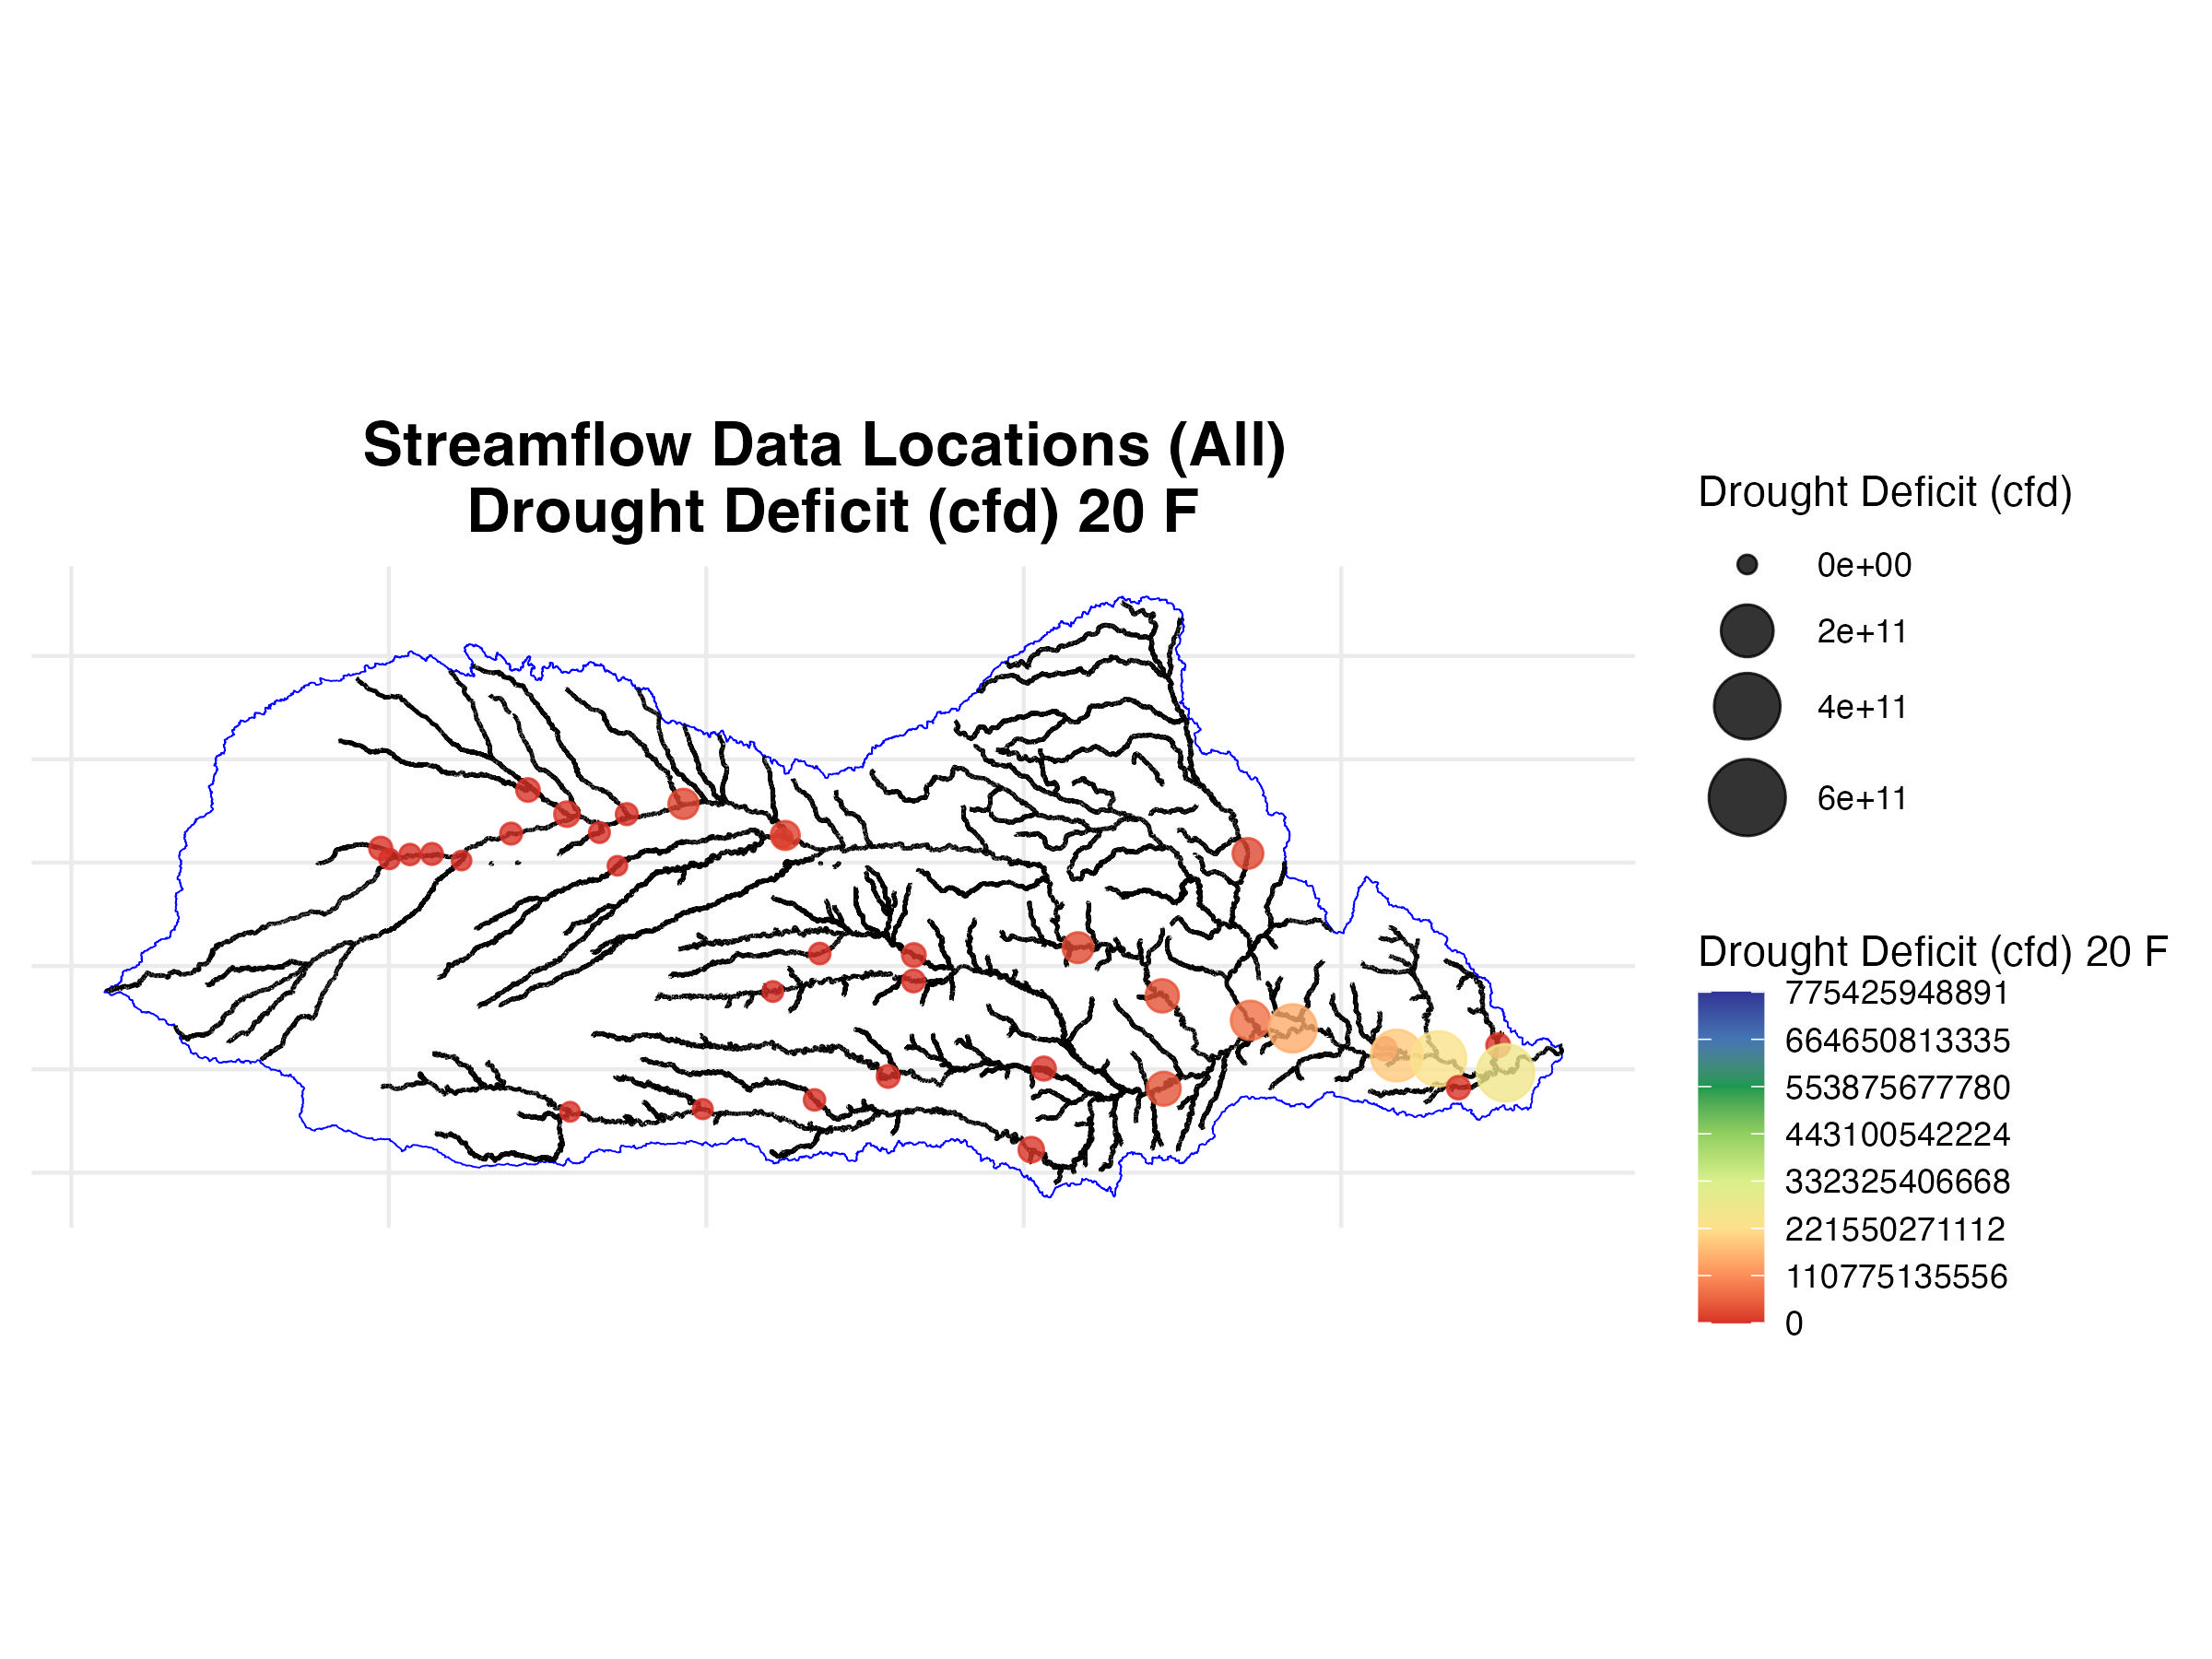 Streamflow Data Locations (All)
Drought Deficit (cfd) 20 F
Drought Deficit (cfd)
0e+00
2e+11
4e+11
6e+11
Drought Deficit (cfd) 20 F
775425948891
664650813335
553875677780
443100542224
332325406668
221550271112
110775135556
0